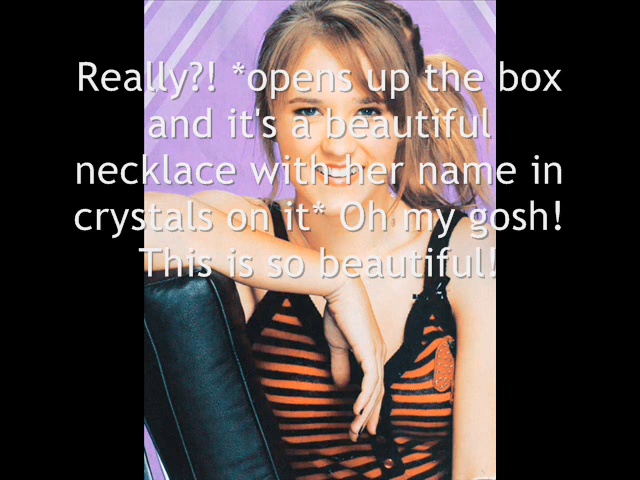 Really?! *opens up the box
and it's a beautiful
necklace with her name in
crystals on it* Oh my gosh!
This is so beautiful!